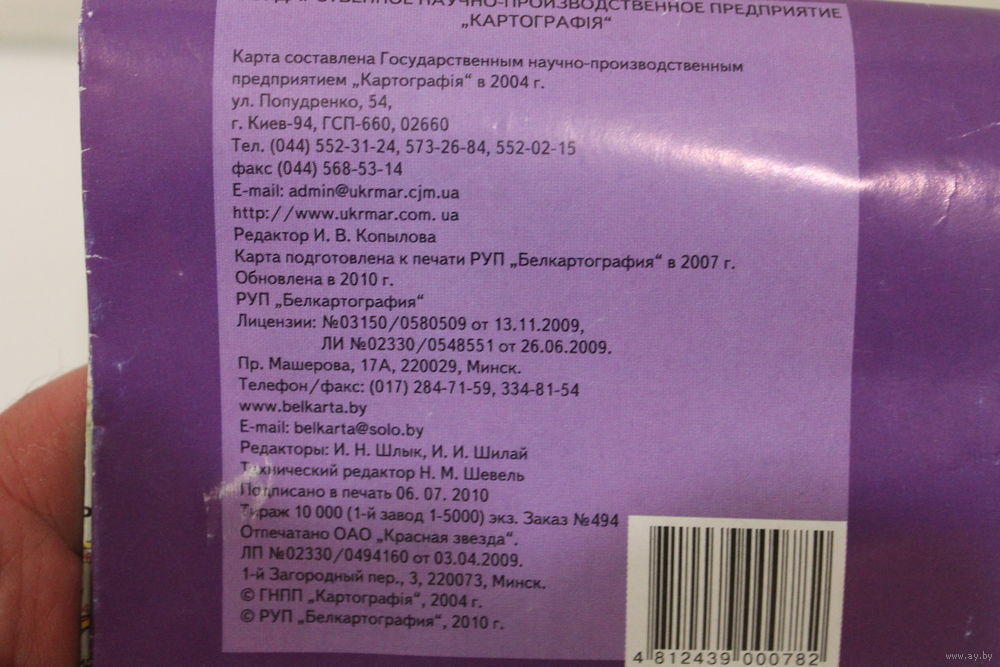 НАУЧНО-ПРОИЗВОДСТВЕННОЕ ПРЕДПРИЯТИЕ
„КАРТОГРАФІЯ“
Карта составлена Государственным научно-производственным
предприятием „Картографія“ в 2004 г.
ул. Попудренко, 54,
г. Киев-94, ГСП-660, 02660
Тел. (044) 552-31-24, 573-26-84, 552-02-15
факс (044) 568-53-14
E-mail: admin@ukrmar.cjm.ua
http://www.ukrmar.com. ua
Редактор И. В. Копылова
Карта подготовлена к печати РУП „Белкартография“ в 2007 г.
Обновлена в 2010 г.
РУП „Белкартография“
Лицензии: №03150/0580509 от 13.11.2009,
ЛИ №02330/0548551 от 26.06.2009.
Пр. Машерова, 17А, 220029, Минск.
Телефон/факс: (017) 284-71-59, 334-81-54
www.belkarta.by
E-mail: belkarta@solo.by
Редакторы: И. Н. Шлык, И. И. Шилай
Технический редактор Н. М. Шевель
Подписано в печать 06. 07. 2010
Тираж 10 000 (1-й завод 1-5000) экз. Заказ №494
Отпечатано ОАО „Красная звезда“.
ЛП №02330/0494160 от 03.04.2009.
1-й Загородный пер., 3, 220073, Минск.
© ГНПП „Картографія“, 2004 г.
© РУП „Белкартография“, 2010 г.
4 812439 000782
www.ay.by